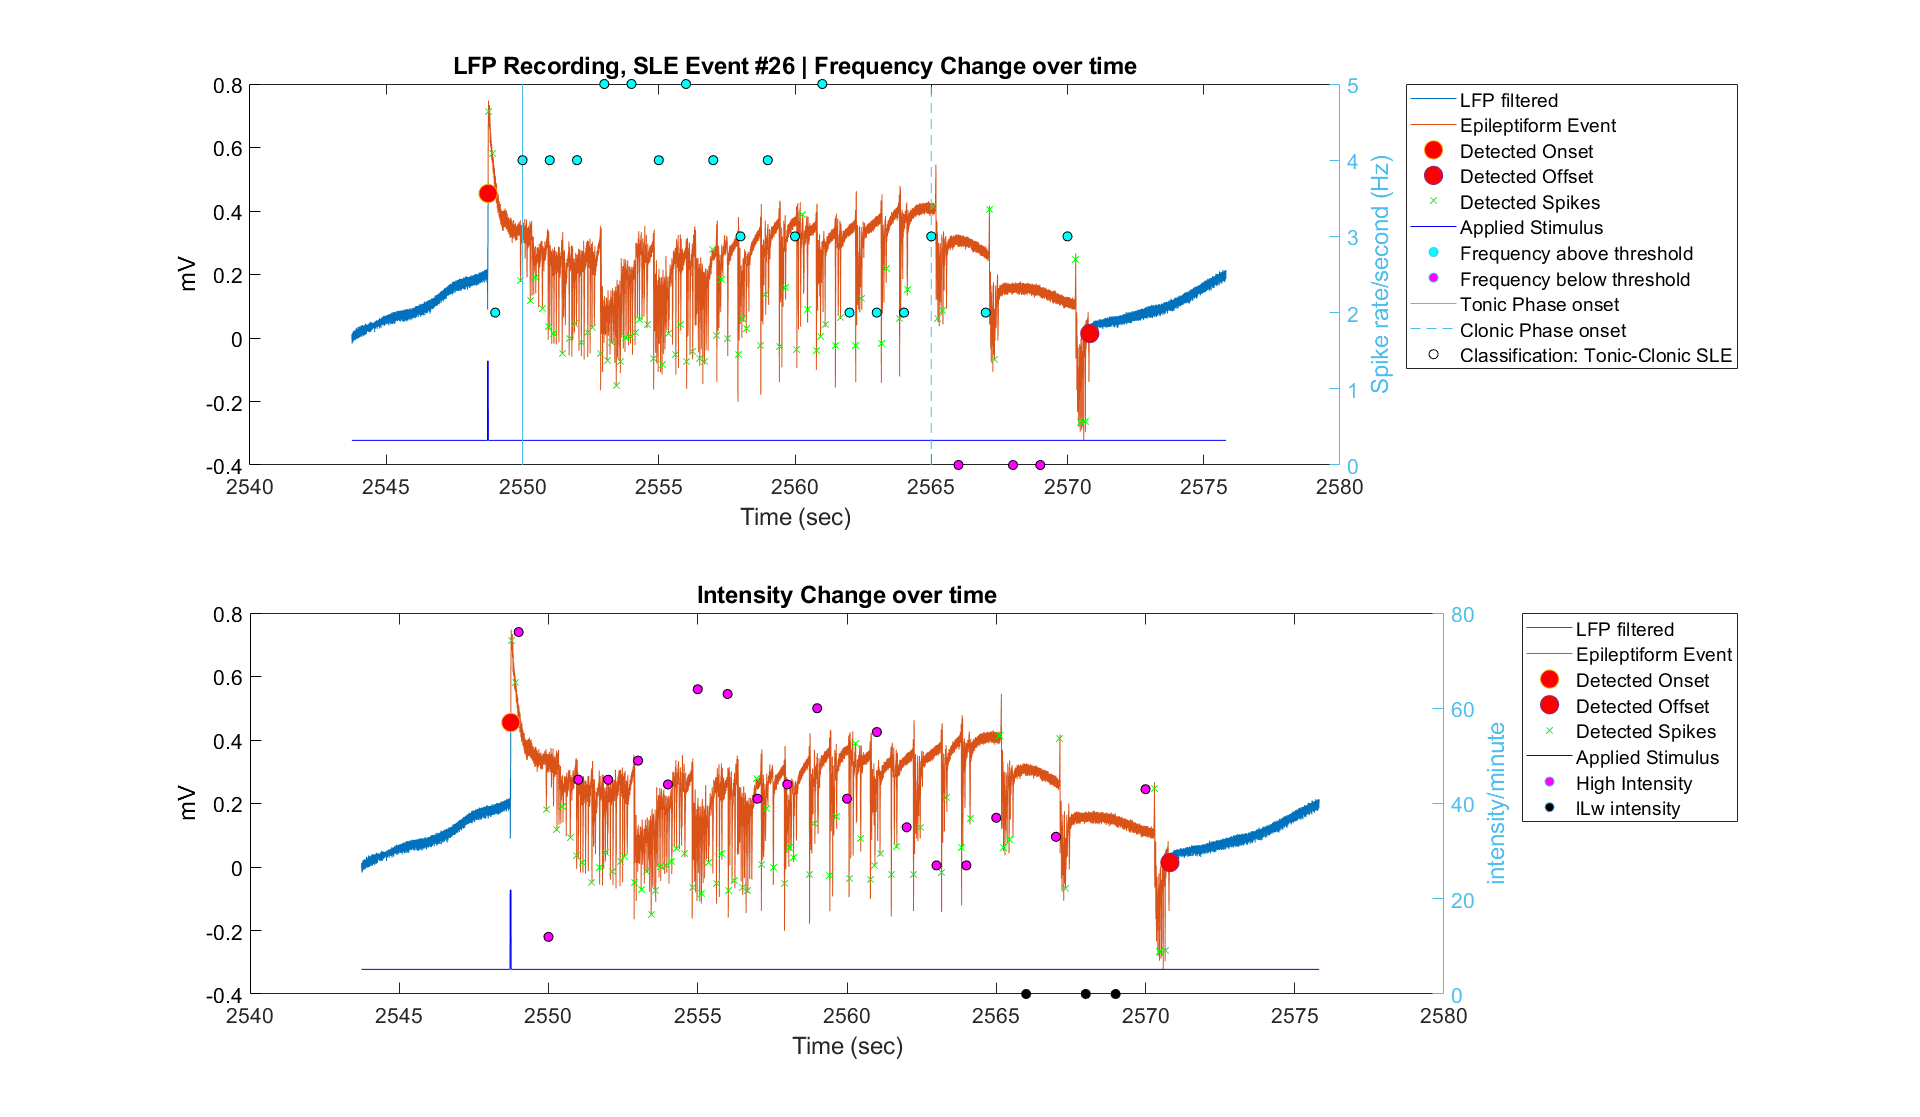 LFP Recording, SLE Event #26 | Frequency Change over time
0.8
0.6
0.4
0.2
0
-0.2
-0.4
mV
2540 2545 2550 2555 2560 2565 2570 2575 2580
Time (sec)
5
4
3
2
1
0
Spike rate/second (Hz)
LFP filtered
Epileptiform Event
Detected Onset
Detected Offset
Detected Spikes
Applied Stimulus
Frequency above threshold
Frequency below threshold
Tonic Phase onset
Clonic Phase onset
Classification: Tonic-Clonic SLE
Intensity Change over time
0.8
0.6
0.4
0.2
0
-0.2
-0.4
mV
2540 2545 2550 2555 2560 2565 2570 2575 2580
Time (sec)
80
60
40
20
0
intensity/minute
LFP filtered
Epileptiform Event
Detected Onset
Detected Offset
Detected Spikes
Applied Stimulus
High Intensity
lLw intensity